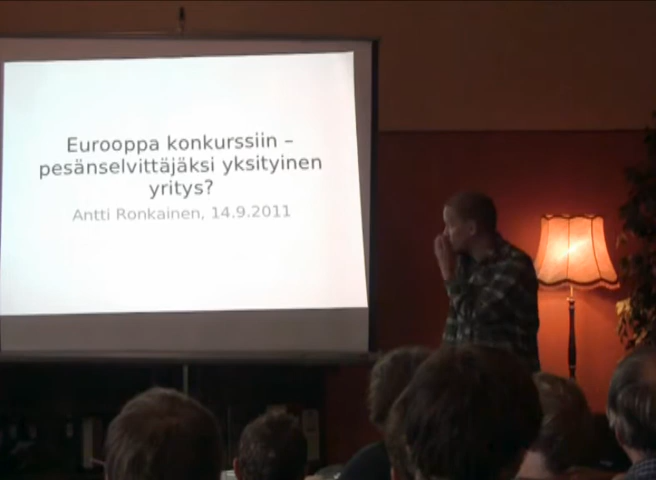 Eurooppa konkurssiin –
pesänselvittäjäksi yksityinen
yritys?
Antti Ronkainen, 14.9.2011